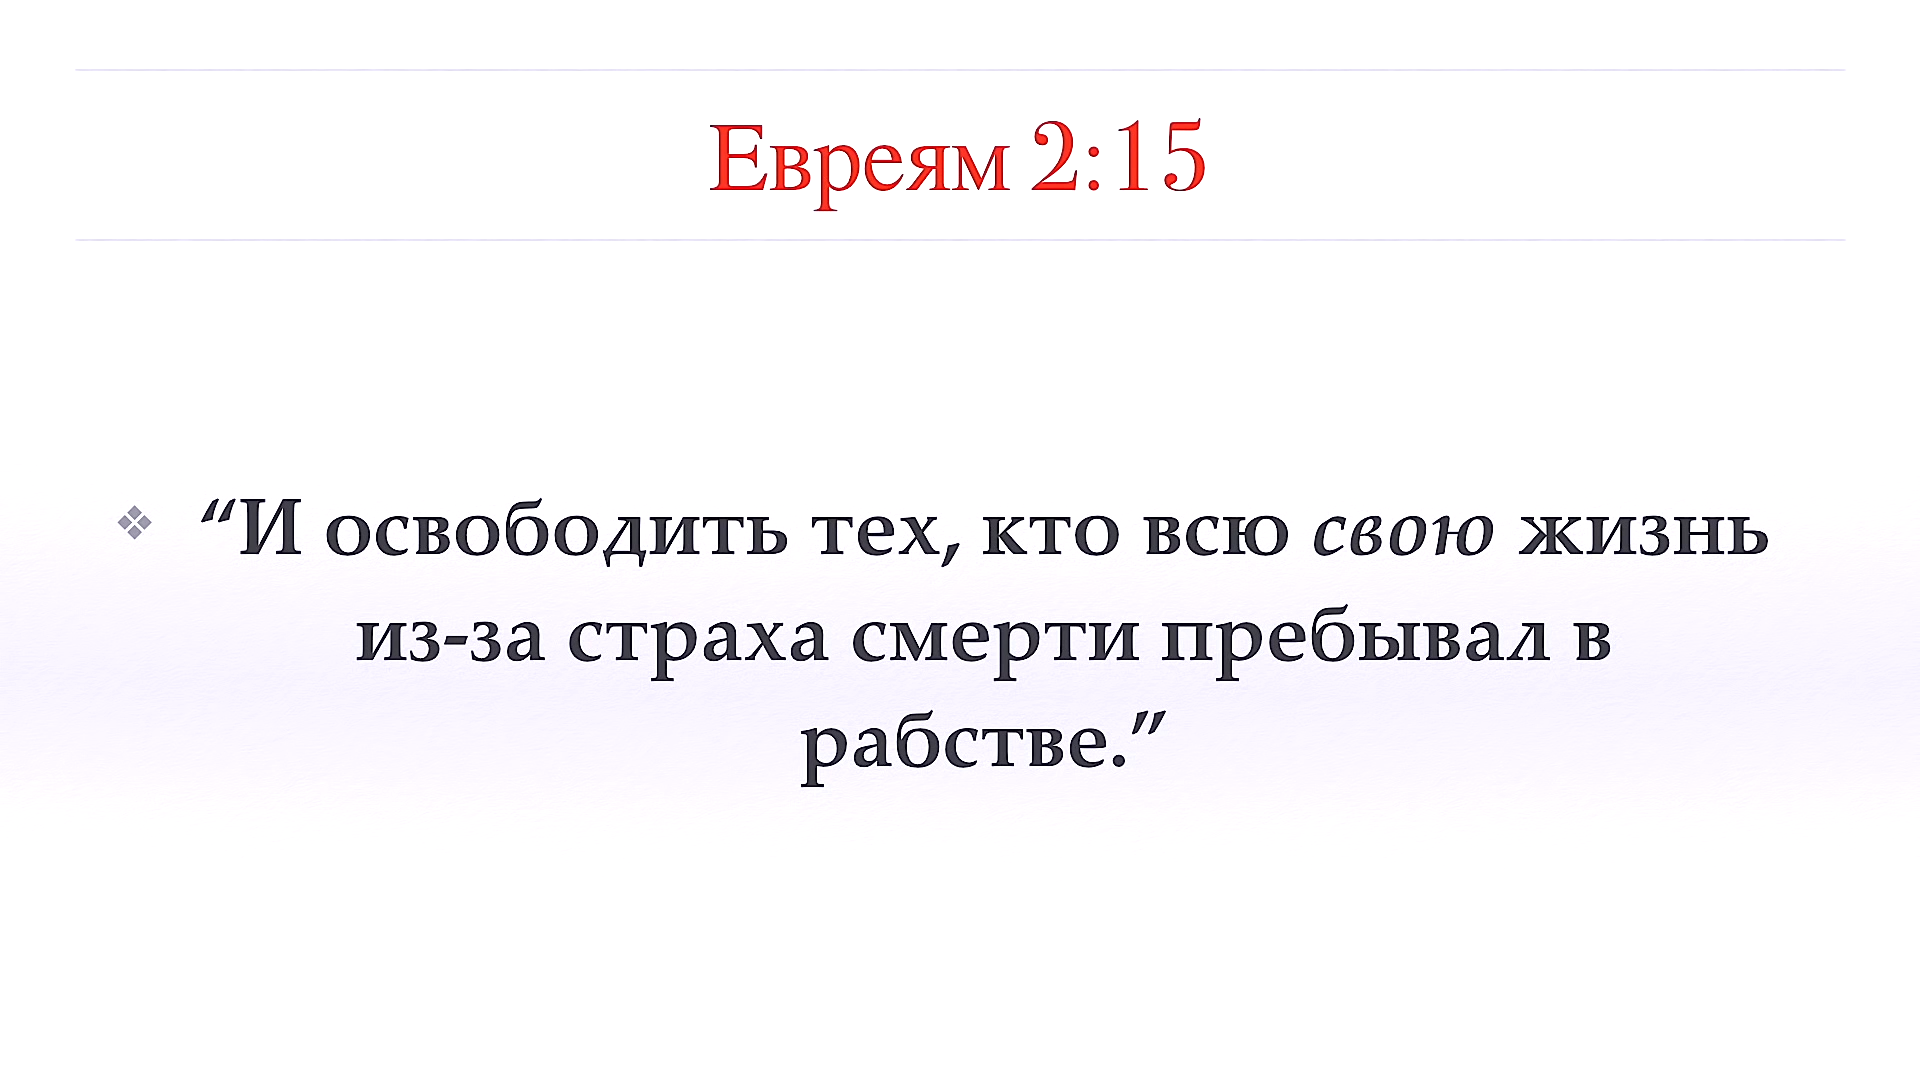 Евреям 2:15
“И освободить тех, кто всю свою жизнь
из-за страха смерти пребывал в
рабстве.”